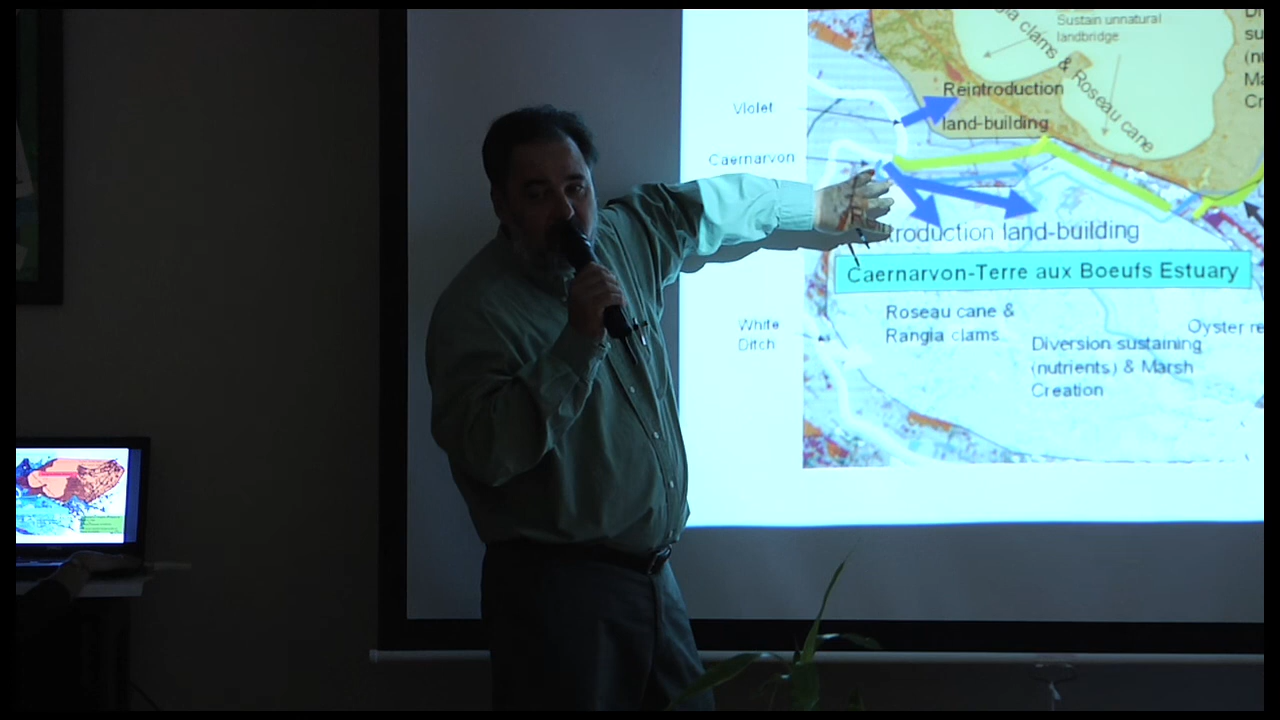 Sustain unnatural
landbridge
clams & Roseau cane
Reintroduction
land-building
Violet
Caernarvon
land-building
Caernarvon-Terre aux Boeufs Estuary
Roseau cane &
Rangia clams
White
Ditch
Oyster
Diversion sustaining
(nutrients) & Marsh
Creation